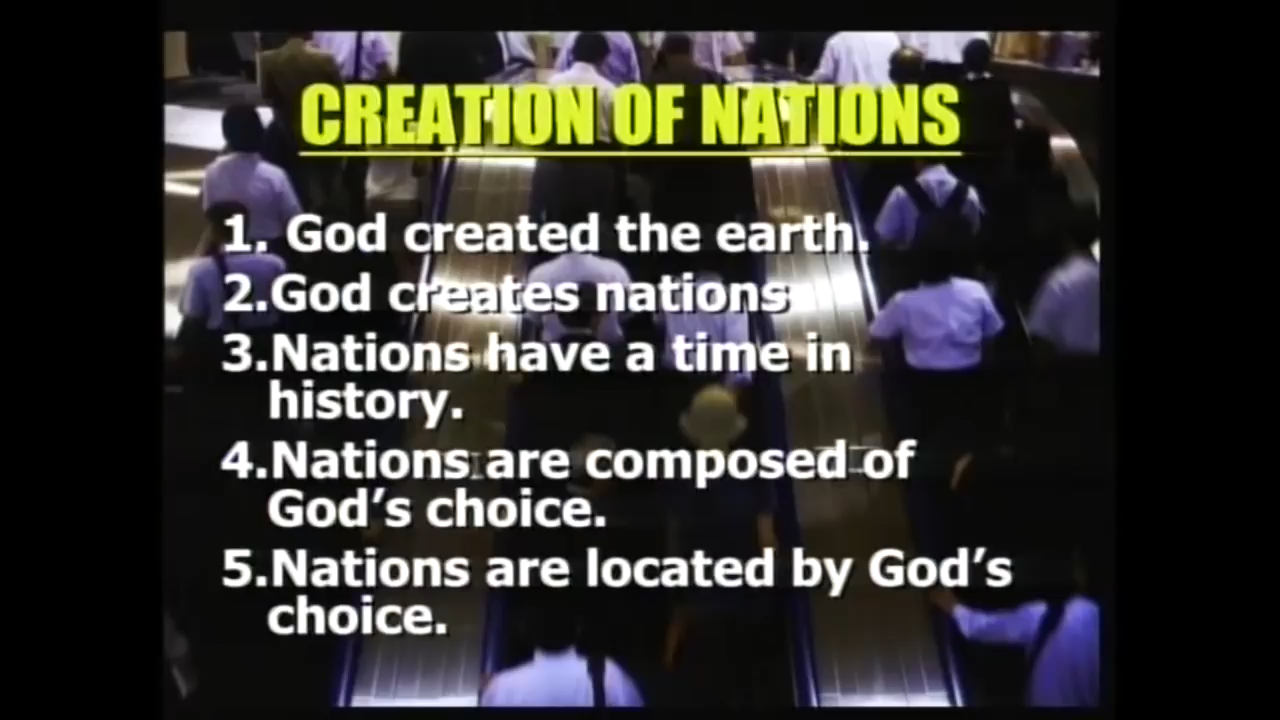 CREATION OF NATIONS
1. God created the earth.
2.God creates nations
3.Nations have a time in
history.
4.Nations are composed of
God’s choice.
5.Nations are located by God’s
choice.